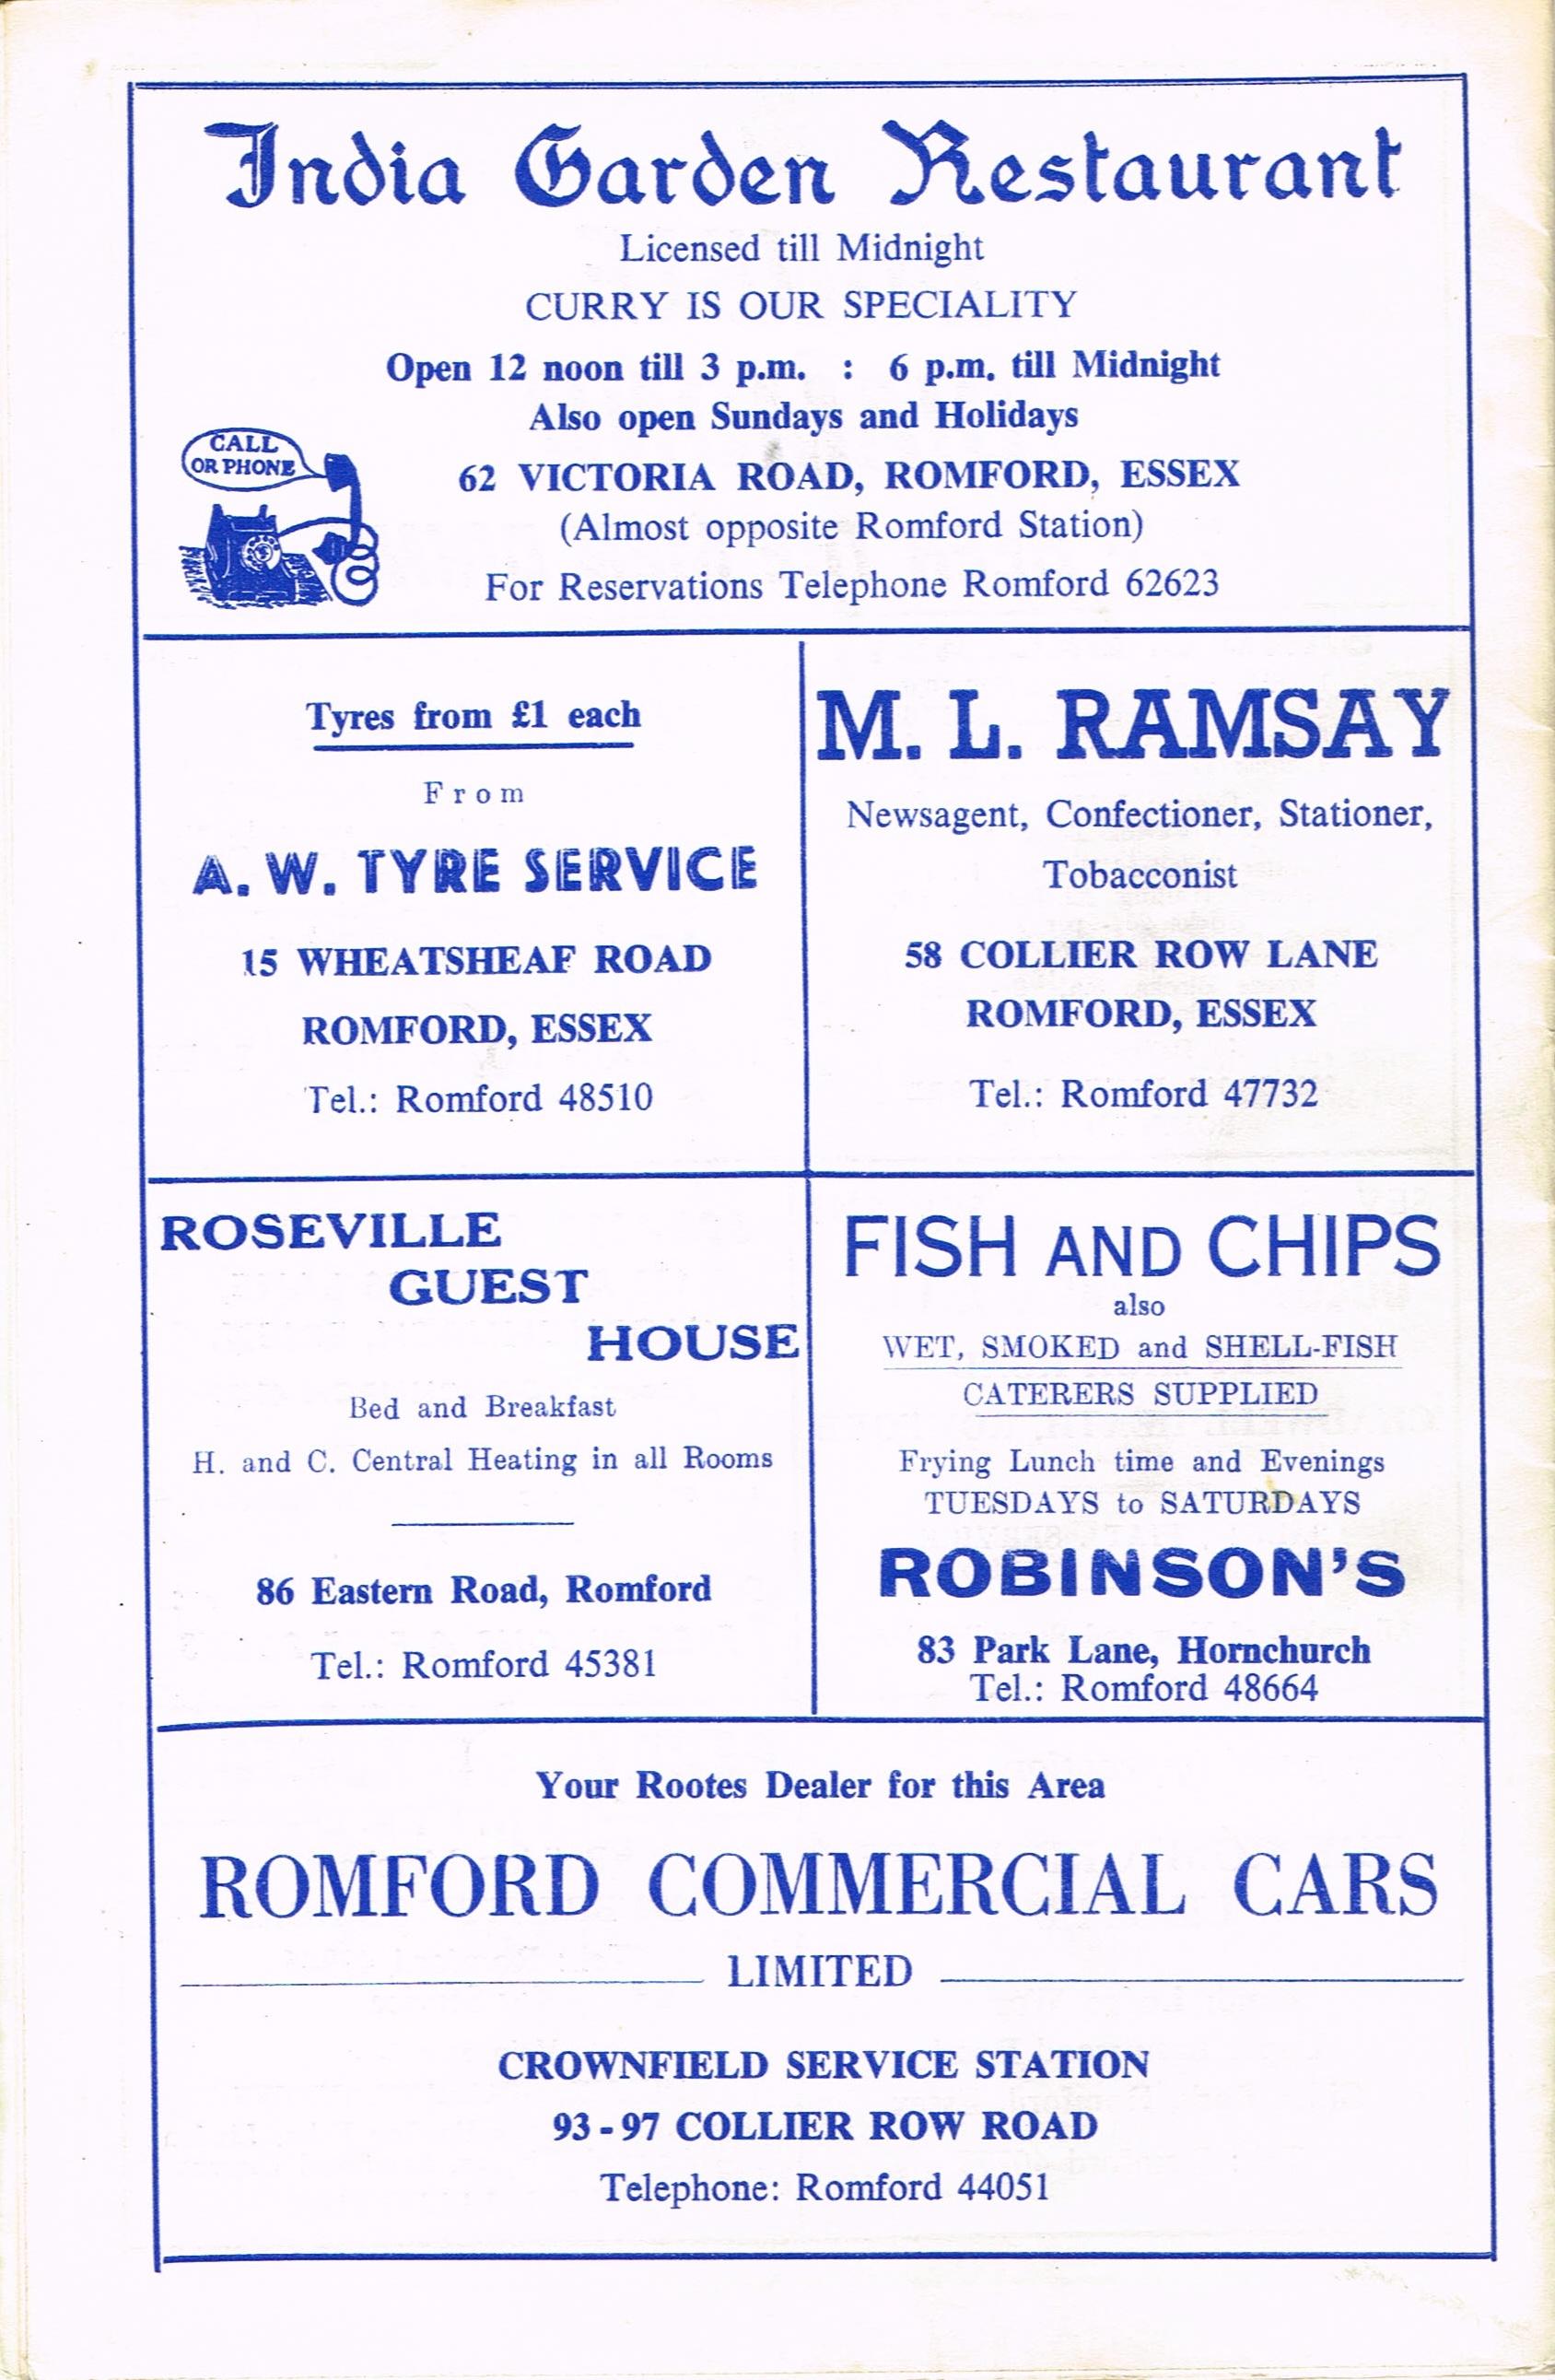 India Garden Restaurant
Licensed till Midnight
CURRY IS OUR SPECIALITY
Open 12 noon till 3 p.m. : 6 p.m. till Midnight
Also open Sundays and Holidays
CALL
OR PHONE
62 VICTORIA ROAD, ROMFORD, ESSEX
(Almost opposite Romford Station)
For Reservations Telephone Romford 62623
Tyres from £1 each
From
A. W. TYRE SERVICE
15 WHEATSHEAF ROAD
ROMFORD, ESSEX
Tel.: Romford 48510
M. L. RAMSAY
Newsagent, Confectioner, Stationer,
Tobacconist
58 COLLIER ROW LANE
ROMFORD, ESSEX
Tel.: Romford 47732
ROSEVILLE
GUEST
HOUSE
Bed and Breakfast
H. and C. Central Heating in all Rooms
86 Eastern Road, Romford
Tel.: Romford 45381
FISH AND CHIPS
also
WET, SMOKED and SHELL-FISH
CATERERS SUPPLIED
Frying Lunch time and Evenings
TUESDAYS to SATURDAYS
ROBINSON'S
83 Park Lane, Hornchurch
Tel.: Romford 48664
Your Rootes Dealer for this Area
ROMFORD COMMERCIAL CARS
LIMITED
CROWNFIELD SERVICE STATION
93-97 COLLIER ROW ROAD
Telephone: Romford 44051